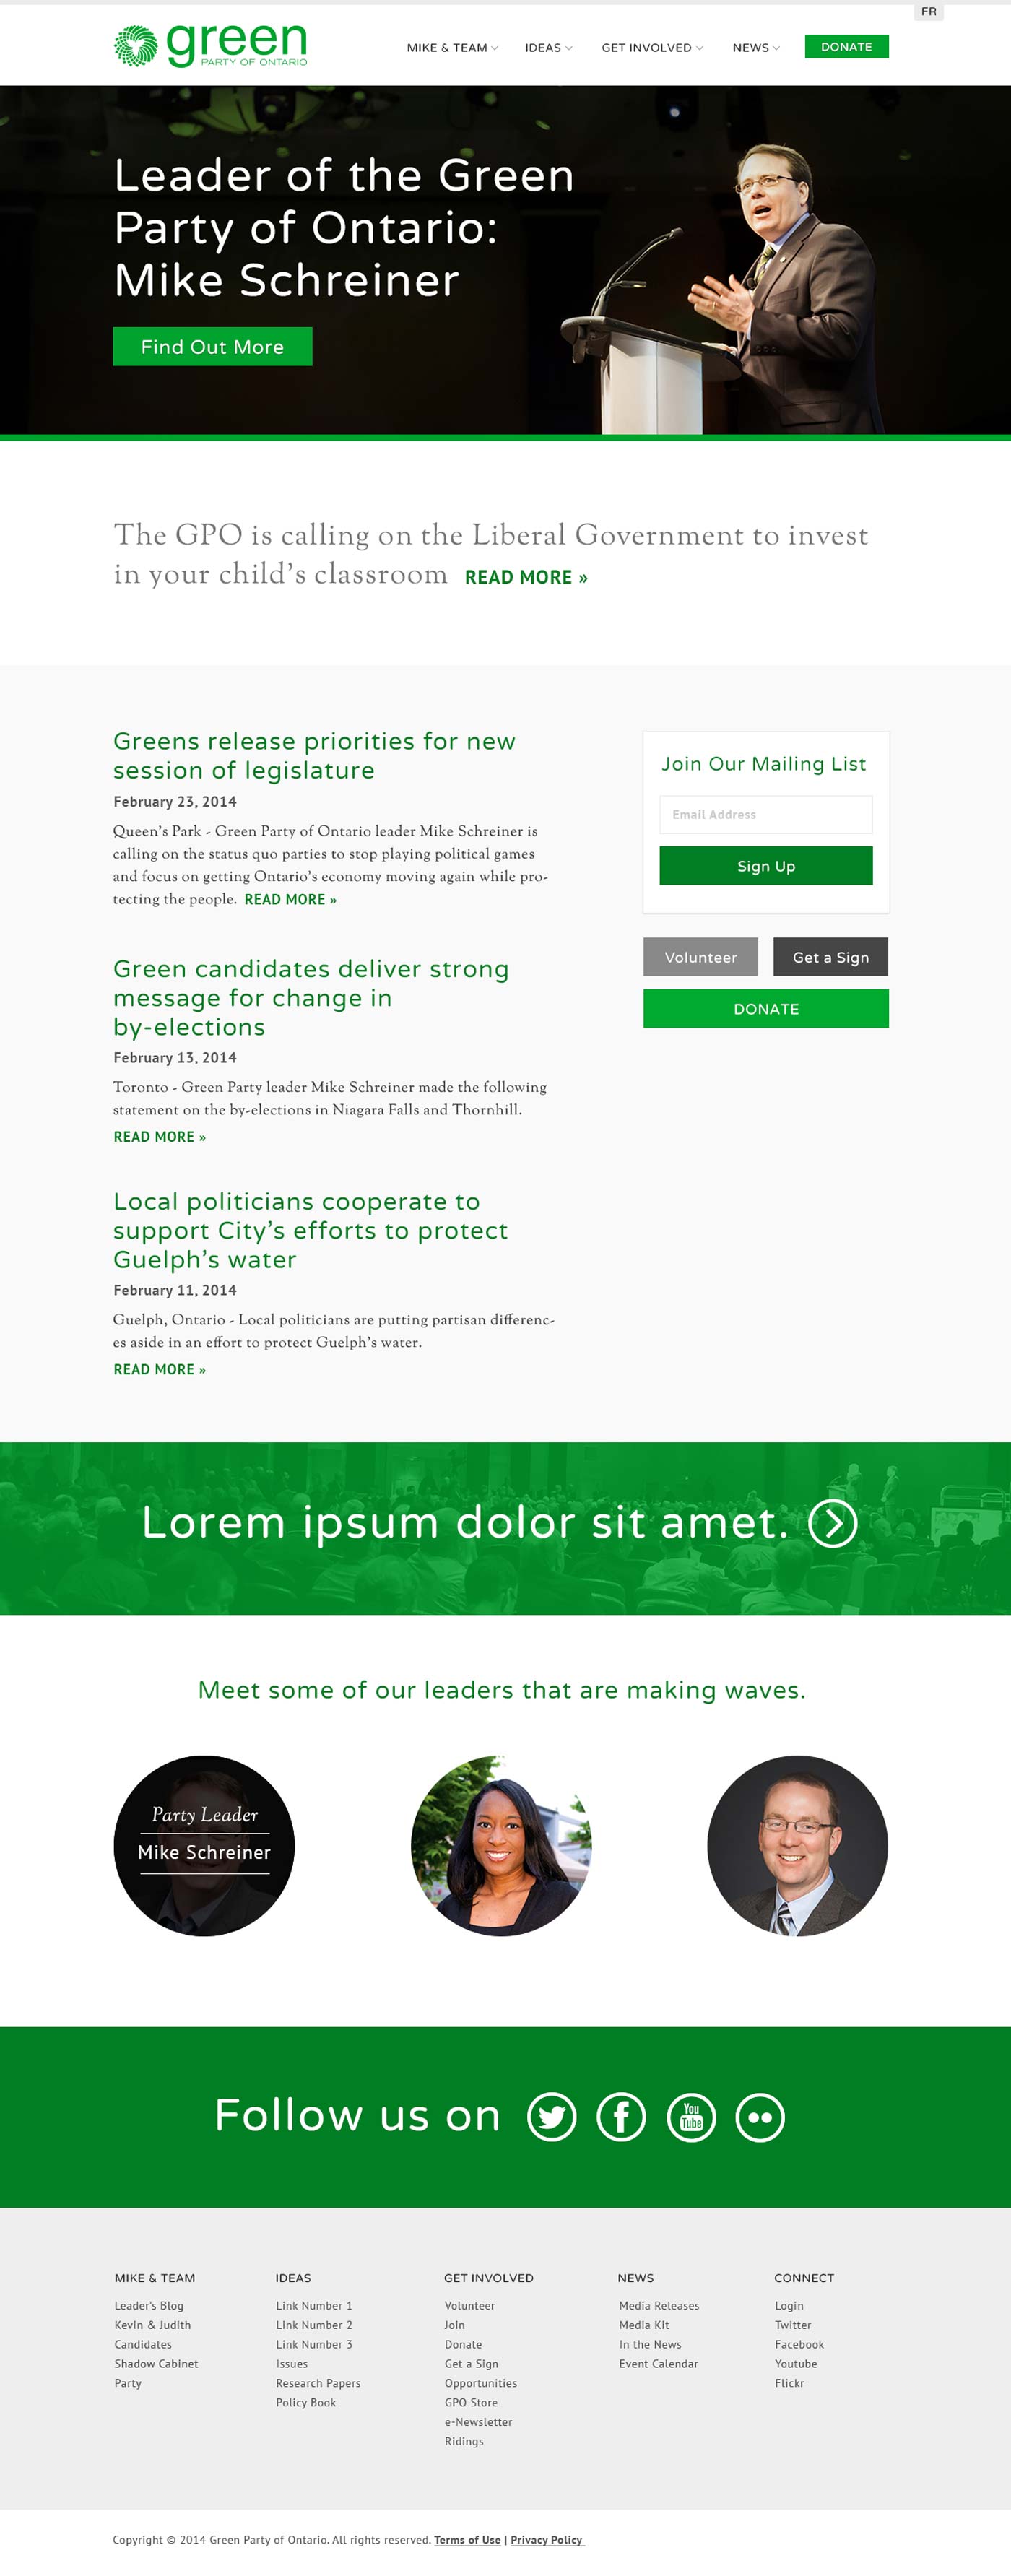 FR
green
PARTY OF ONTARIO
MIKE & TEAM IDEAS GET INVOLVED NEWS DONATE
Leader of the Green
Party of Ontario:
Mike Schreiner
Find Out More
The GPO is calling on the Liberal Government to invest
in your child’s classroom READ MORE »
Greens release priorities for new
session of legislature
February 23, 2014
Queen’s Park - Green Party of Ontario leader Mike Schreiner is
calling on the status quo parties to stop playing political games
and focus on getting Ontario’s economy moving again while pro-
tecting the people. READ MORE »
Green candidates deliver strong
message for change in
by-elections
February 13, 2014
Toronto - Green Party leader Mike Schreiner made the following
statement on the by-elections in Niagara Falls and Thornhill.
READ MORE »
Local politicians cooperate to
support City’s efforts to protect
Guelph’s water
February 11, 2014
Guelph, Ontario - Local politicians are putting partisan differenc-
es aside in an effort to protect Guelph’s water.
READ MORE »
Join Our Mailing List
Email Address
Sign Up
Volunteer
Get a Sign
DONATE
Lorem ipsum dolor sit amet.
Meet some of our leaders that are making waves.
Party Leader
Mike Schreiner
Follow us on
You
Tube
MIKE & TEAM
Leader’s Blog
Kevin & Judith
Candidates
Shadow Cabinet
Party
IDEAS
Link Number 1
Link Number 2
Link Number 3
Issues
Research Papers
Policy Book
GET INVOLVED
Volunteer
Join
Donate
Get a Sign
Opportunities
GPO Store
e-Newsletter
Ridings
NEWS
Media Releases
Media Kit
In the News
Event Calendar
CONNECT
Login
Twitter
Facebook
Youtube
Flickr
Copyright © 2014 Green Party of Ontario. All rights reserved. Terms of Use | Privacy Policy